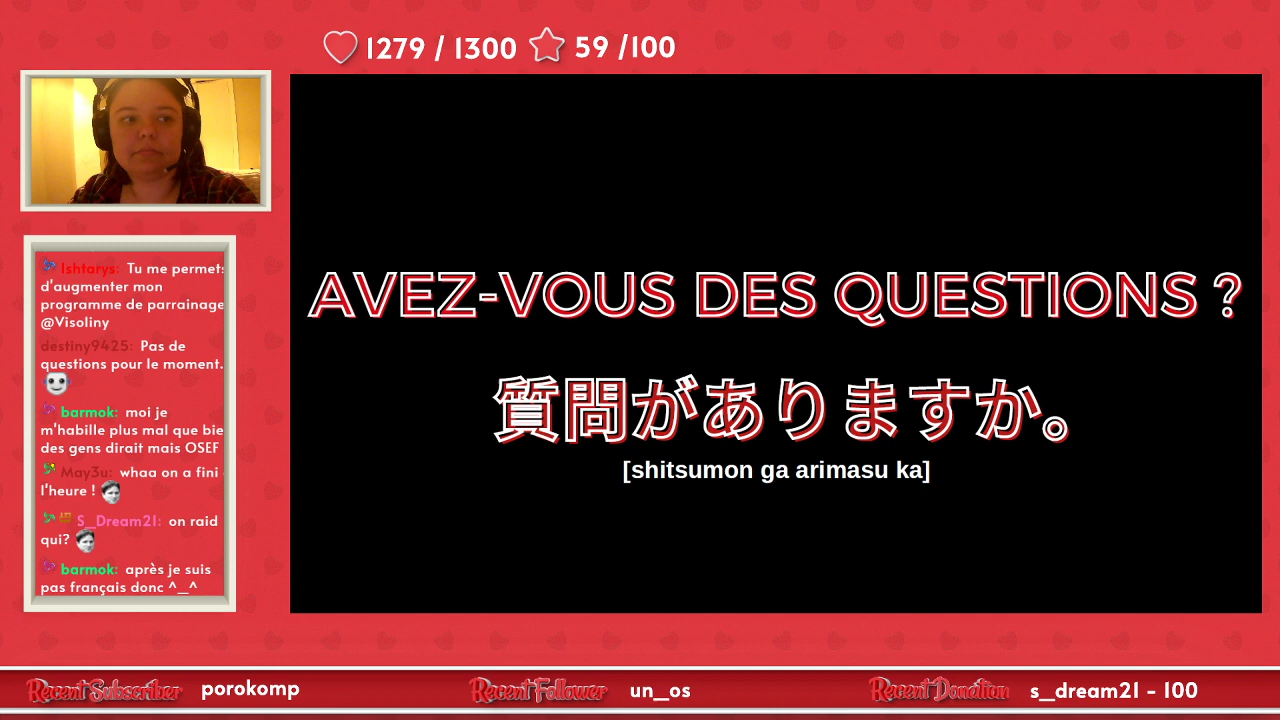 1279 / 1300 59 /100
Ishtarys: Tu me permets
d'augmenter mon
programme de parrainage
@Visoliny
destiny9425: Pas de
questions pour le moment.
barmok: moi je
m'habille plus mal que bie
des gens dirait mais OSEF
May3u: whaa on a fini
l'heure !
S_Dream21: on raid
qui?
barmok: après je suis
pas français donc ^_^
AVEZ-VOUS DES QUESTIONS ?
質問がありますか。
[shitsumon ga arimasu ka]
Recent Subscriber porokomp Recent Follower un_os Recent Donation s_dream21 - 100